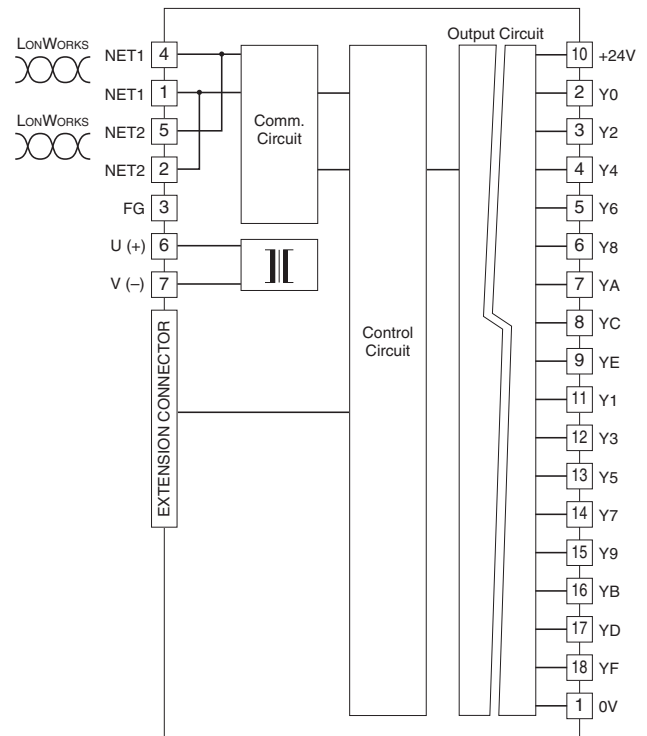 LONWORKS
NET1 4
NET1 1
LONWORKS
NET2 5
NET2 2
FG 3
U (+) 6
V (–) 7
EXTENSION CONNECTOR
Comm.
Circuit
Control
Circuit
Output Circuit
10 +24V
2 Y0
3 Y2
4 Y4
5 Y6
6 Y8
7 YA
8 YC
9 YE
11 Y1
12 Y3
13 Y5
14 Y7
15 Y9
16 YB
17 YD
18 YF
1 0V